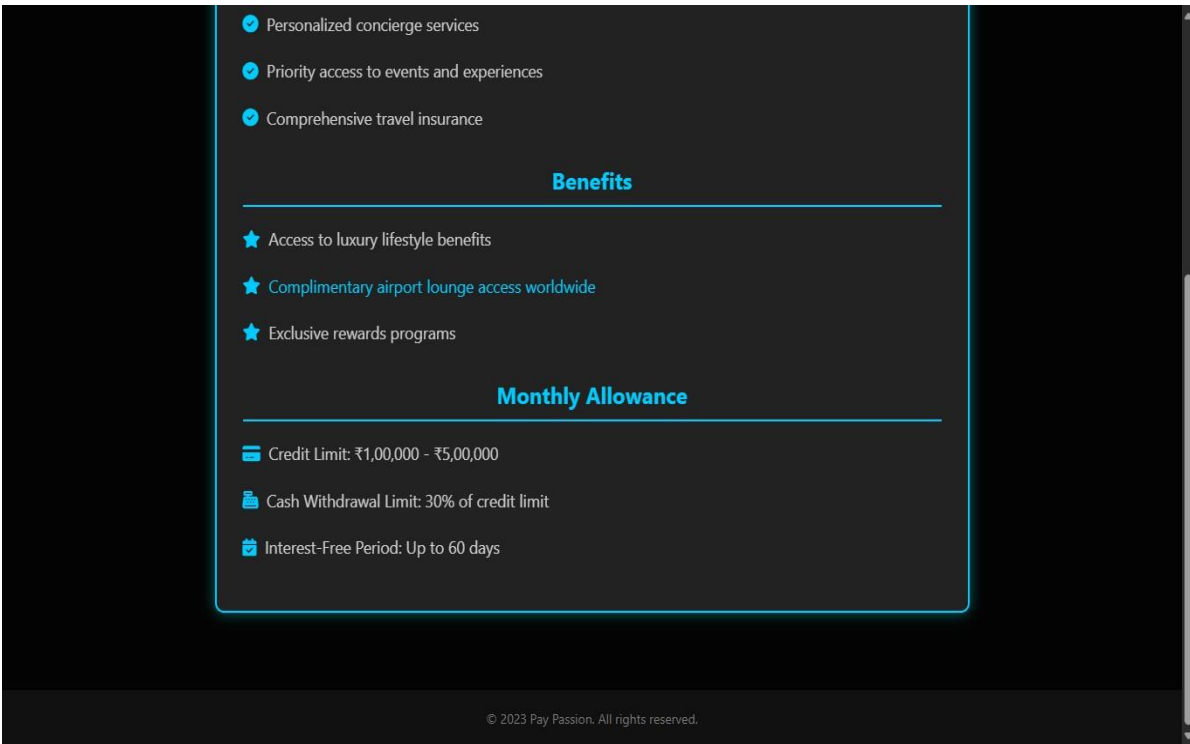 Personalized concierge services
Priority access to events and experiences
Comprehensive travel insurance
Benefits
Access to luxury lifestyle benefits
Complimentary airport lounge access worldwide
Exclusive rewards programs
Monthly Allowance
Credit Limit: ₹1,00,000 - ₹5,00,000
Cash Withdrawal Limit: 30% of credit limit
Interest-Free Period: Up to 60 days
© 2023 Pay Passion. All rights reserved.